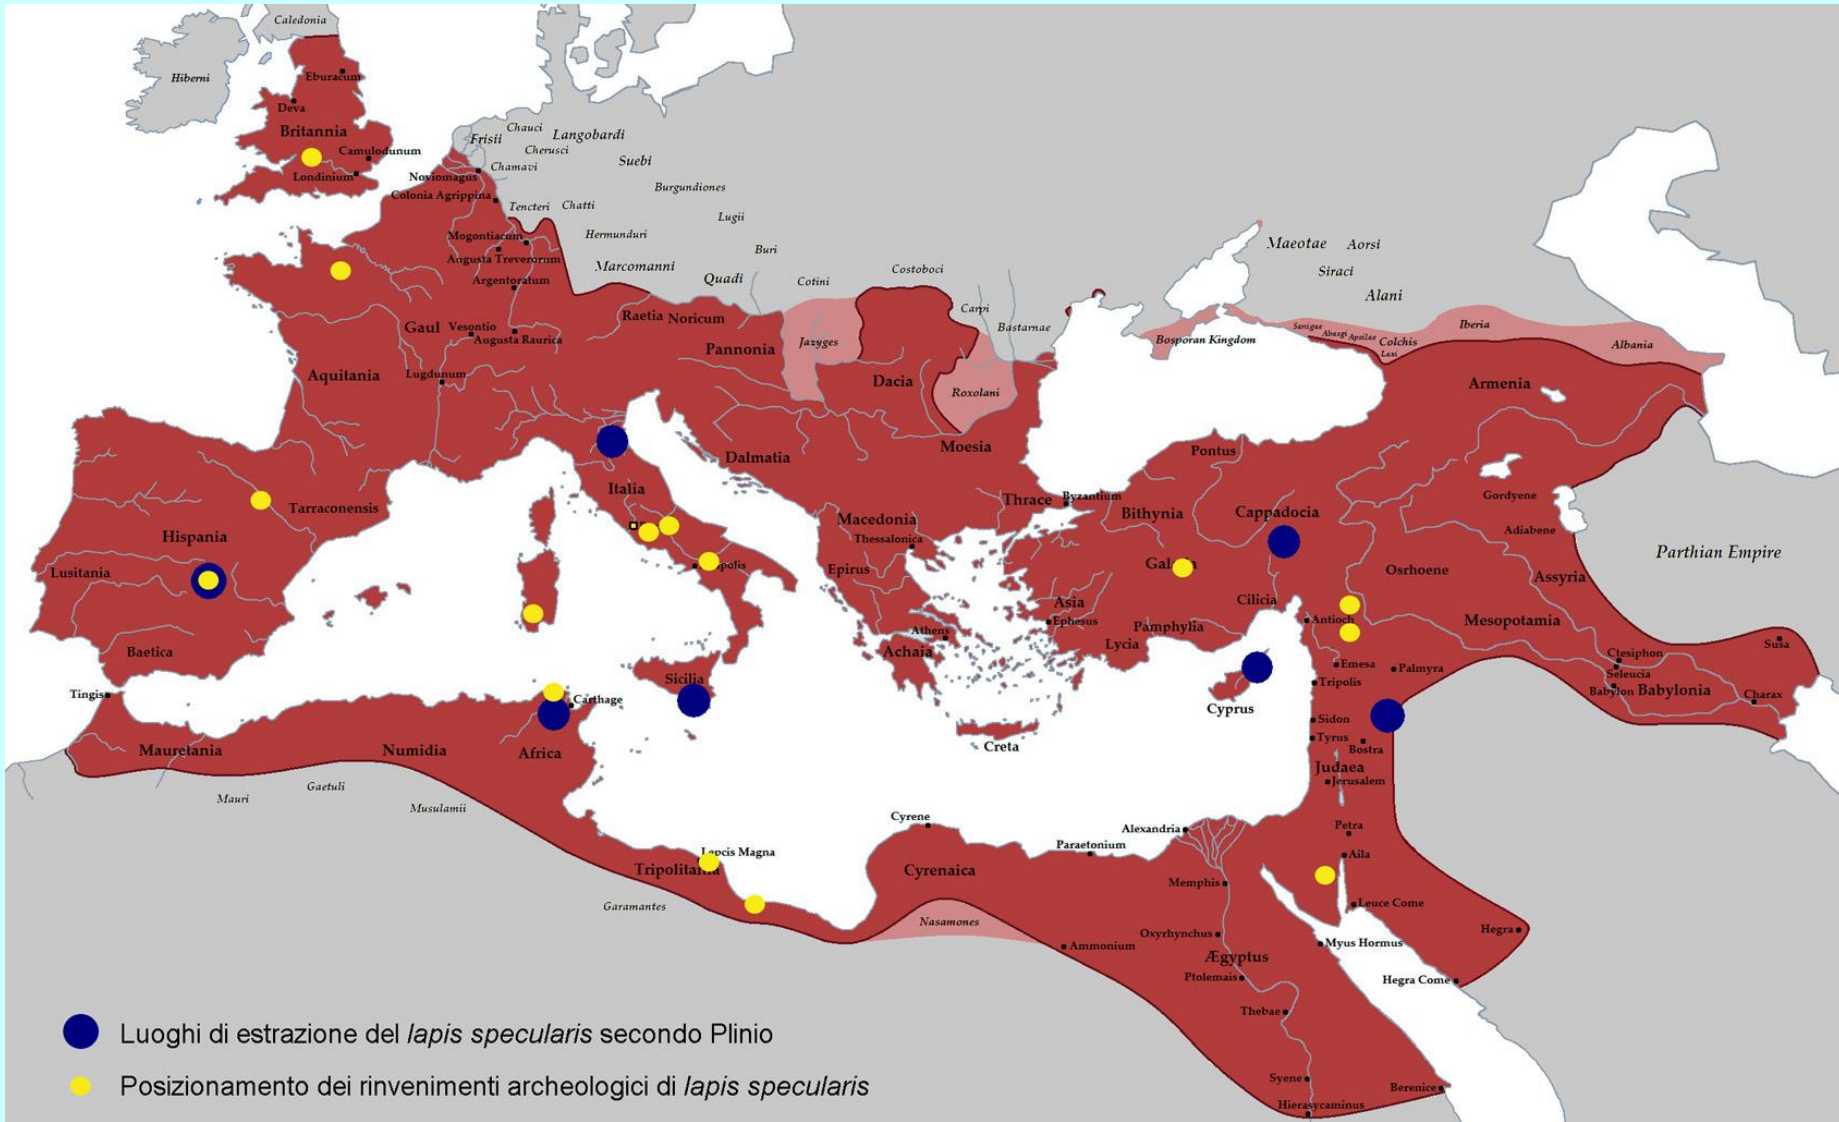 Caledonia
Hiberni
Eburacum
Deva
Britannia
Camulodunum
Londinium
Frisii
Chauci
Langobardi
Cherusci
Chamavi
Suebi
Noviomagus
Colonia Agrippina
Burgundiones
Tencteri
Chatti
Lugii
Mogontiacum
Hermunduri
Buri
Augusta Treverorum
Marcomanni
Quadi
Cotini
Costoboci
Argentoratum
Carpi
Bastarnae
Maeotae
Aorsi
Siraci
Alani
Gaul
Vesontio
Augusta Raurica
Raetia
Noricum
Pannonia
Jazyges
Bosporan Kingdom
Sanigae
Abasgi
Apsilae
Colchis
Lazi
Iberia
Albania
Aquitania
Lugdunum
Dacia
Roxolani
Armenia
Dalmatia
Moesia
Pontus
Italia
Thrace
Byzantium
Bithynia
Cappadocia
Gordyene
Adiabene
Tarraconensis
Hispania
Macedonia
Thessalonica
Parthian Empire
Lusitania
Epirus
Osrhoene
Assyria
Asia
Ephesus
Cilicia
Antioch
Mesopotamia
Baetica
Athens
Achaia
Lycia
Pamphylia
Susa
Sicilia
Emesa
Palmyra
Ctesiphon
Seleucia
Tripolis
Babylon
Babylonia
Charax
Tingis
Carthage
Cyprus
Sidon
Tyrus
Bostra
Mauretania
Numidia
Africa
Creta
Judaea
Jerusalem
Mauri
Gaetuli
Musulamii
Cyrene
Alexandria
Paraetonium
Petra
Aila
Lepcis Magna
Tripolitania
Cyrenaica
Memphis
Leuce Come
Garamantes
Nasamones
Ammonium
Oxyrhynchus
Myus Hormus
Hegra
Ægyptus
Ptolemais
Hegra Come
Thebae
Luoghi di estrazione del lapis specularis secondo Plinio
Syene
Berenice
Posizionamento dei rinvenimenti archeologici di lapis specularis
Hierasycaminus